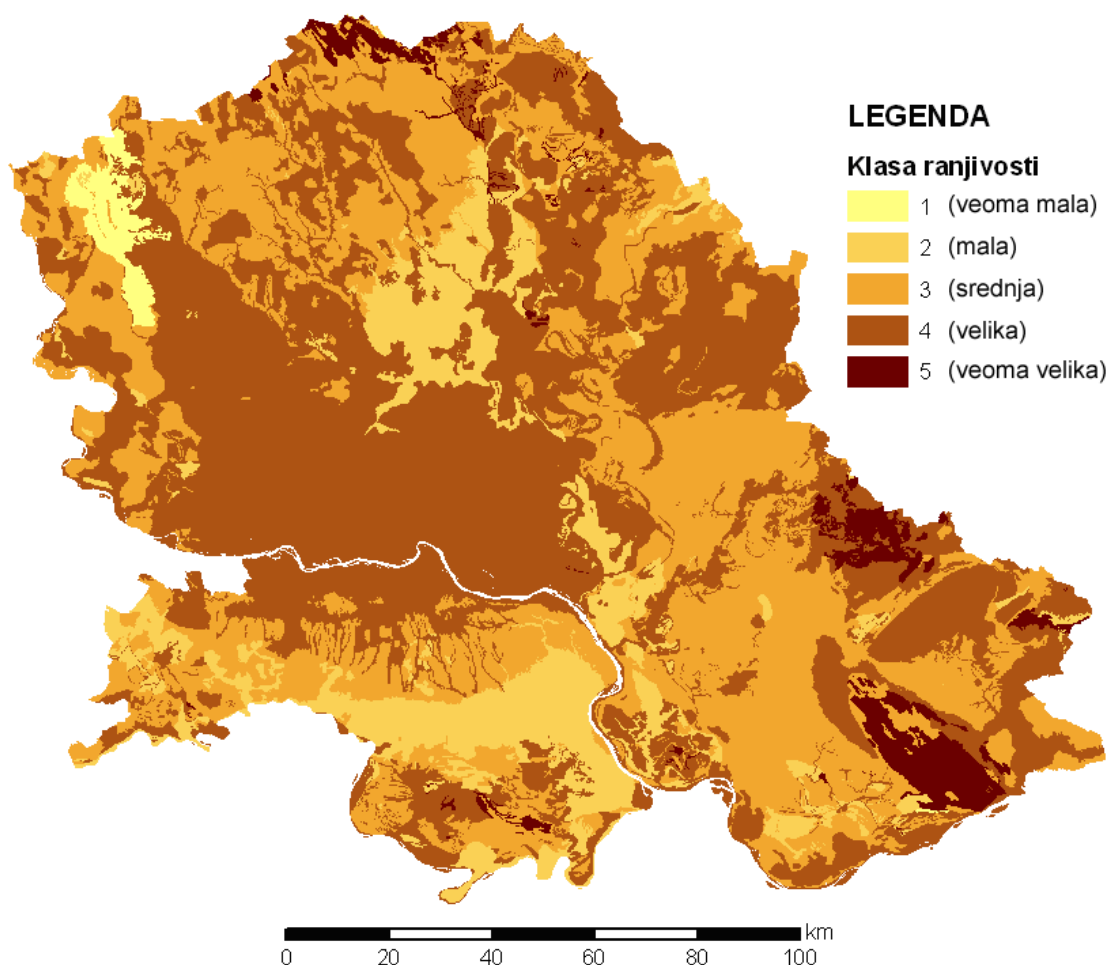 LEGENDA
Klasa ranjivosti
1 (veoma mala)
2 (mala)
3 (srednja)
4 (velika)
5 (veoma velika)
km
0 20 40 60 80 100